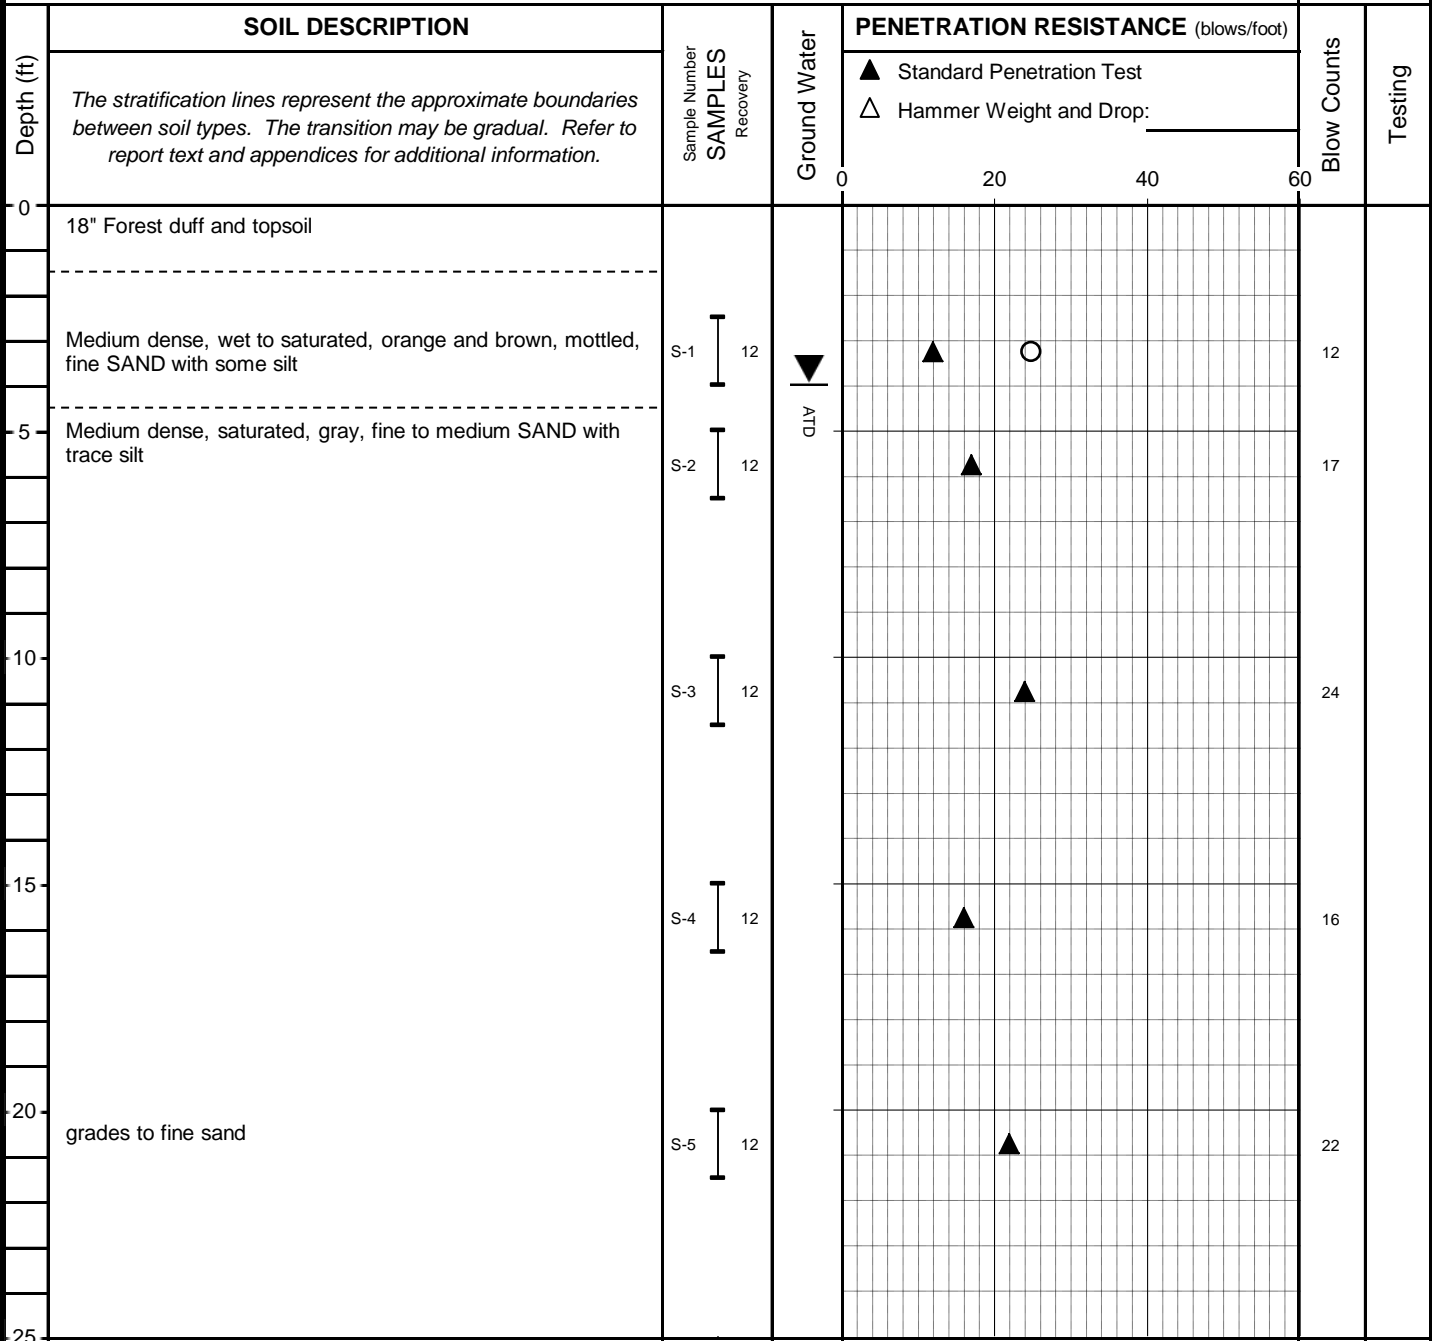 Depth (ft)
SOIL DESCRIPTION
The stratification lines represent the approximate boundaries
between soil types. The transition may be gradual. Refer to
report text and appendices for additional information.
Sample Number
SAMPLES
Recovery
Ground Water
PENETRATION RESISTANCE (blows/foot)
Standard Penetration Test
Hammer Weight and Drop:
0 20 40 60
Blow Counts
Testing
0
18" Forest duff and topsoil
Medium dense, wet to saturated, orange and brown, mottled,
fine SAND with some silt
S-1 12 12
ATD
5
Medium dense, saturated, gray, fine to medium SAND with
trace silt
S-2 12 17
10
S-3 12 24
15
S-4 12 16
20
grades to fine sand
S-5 12 22
25